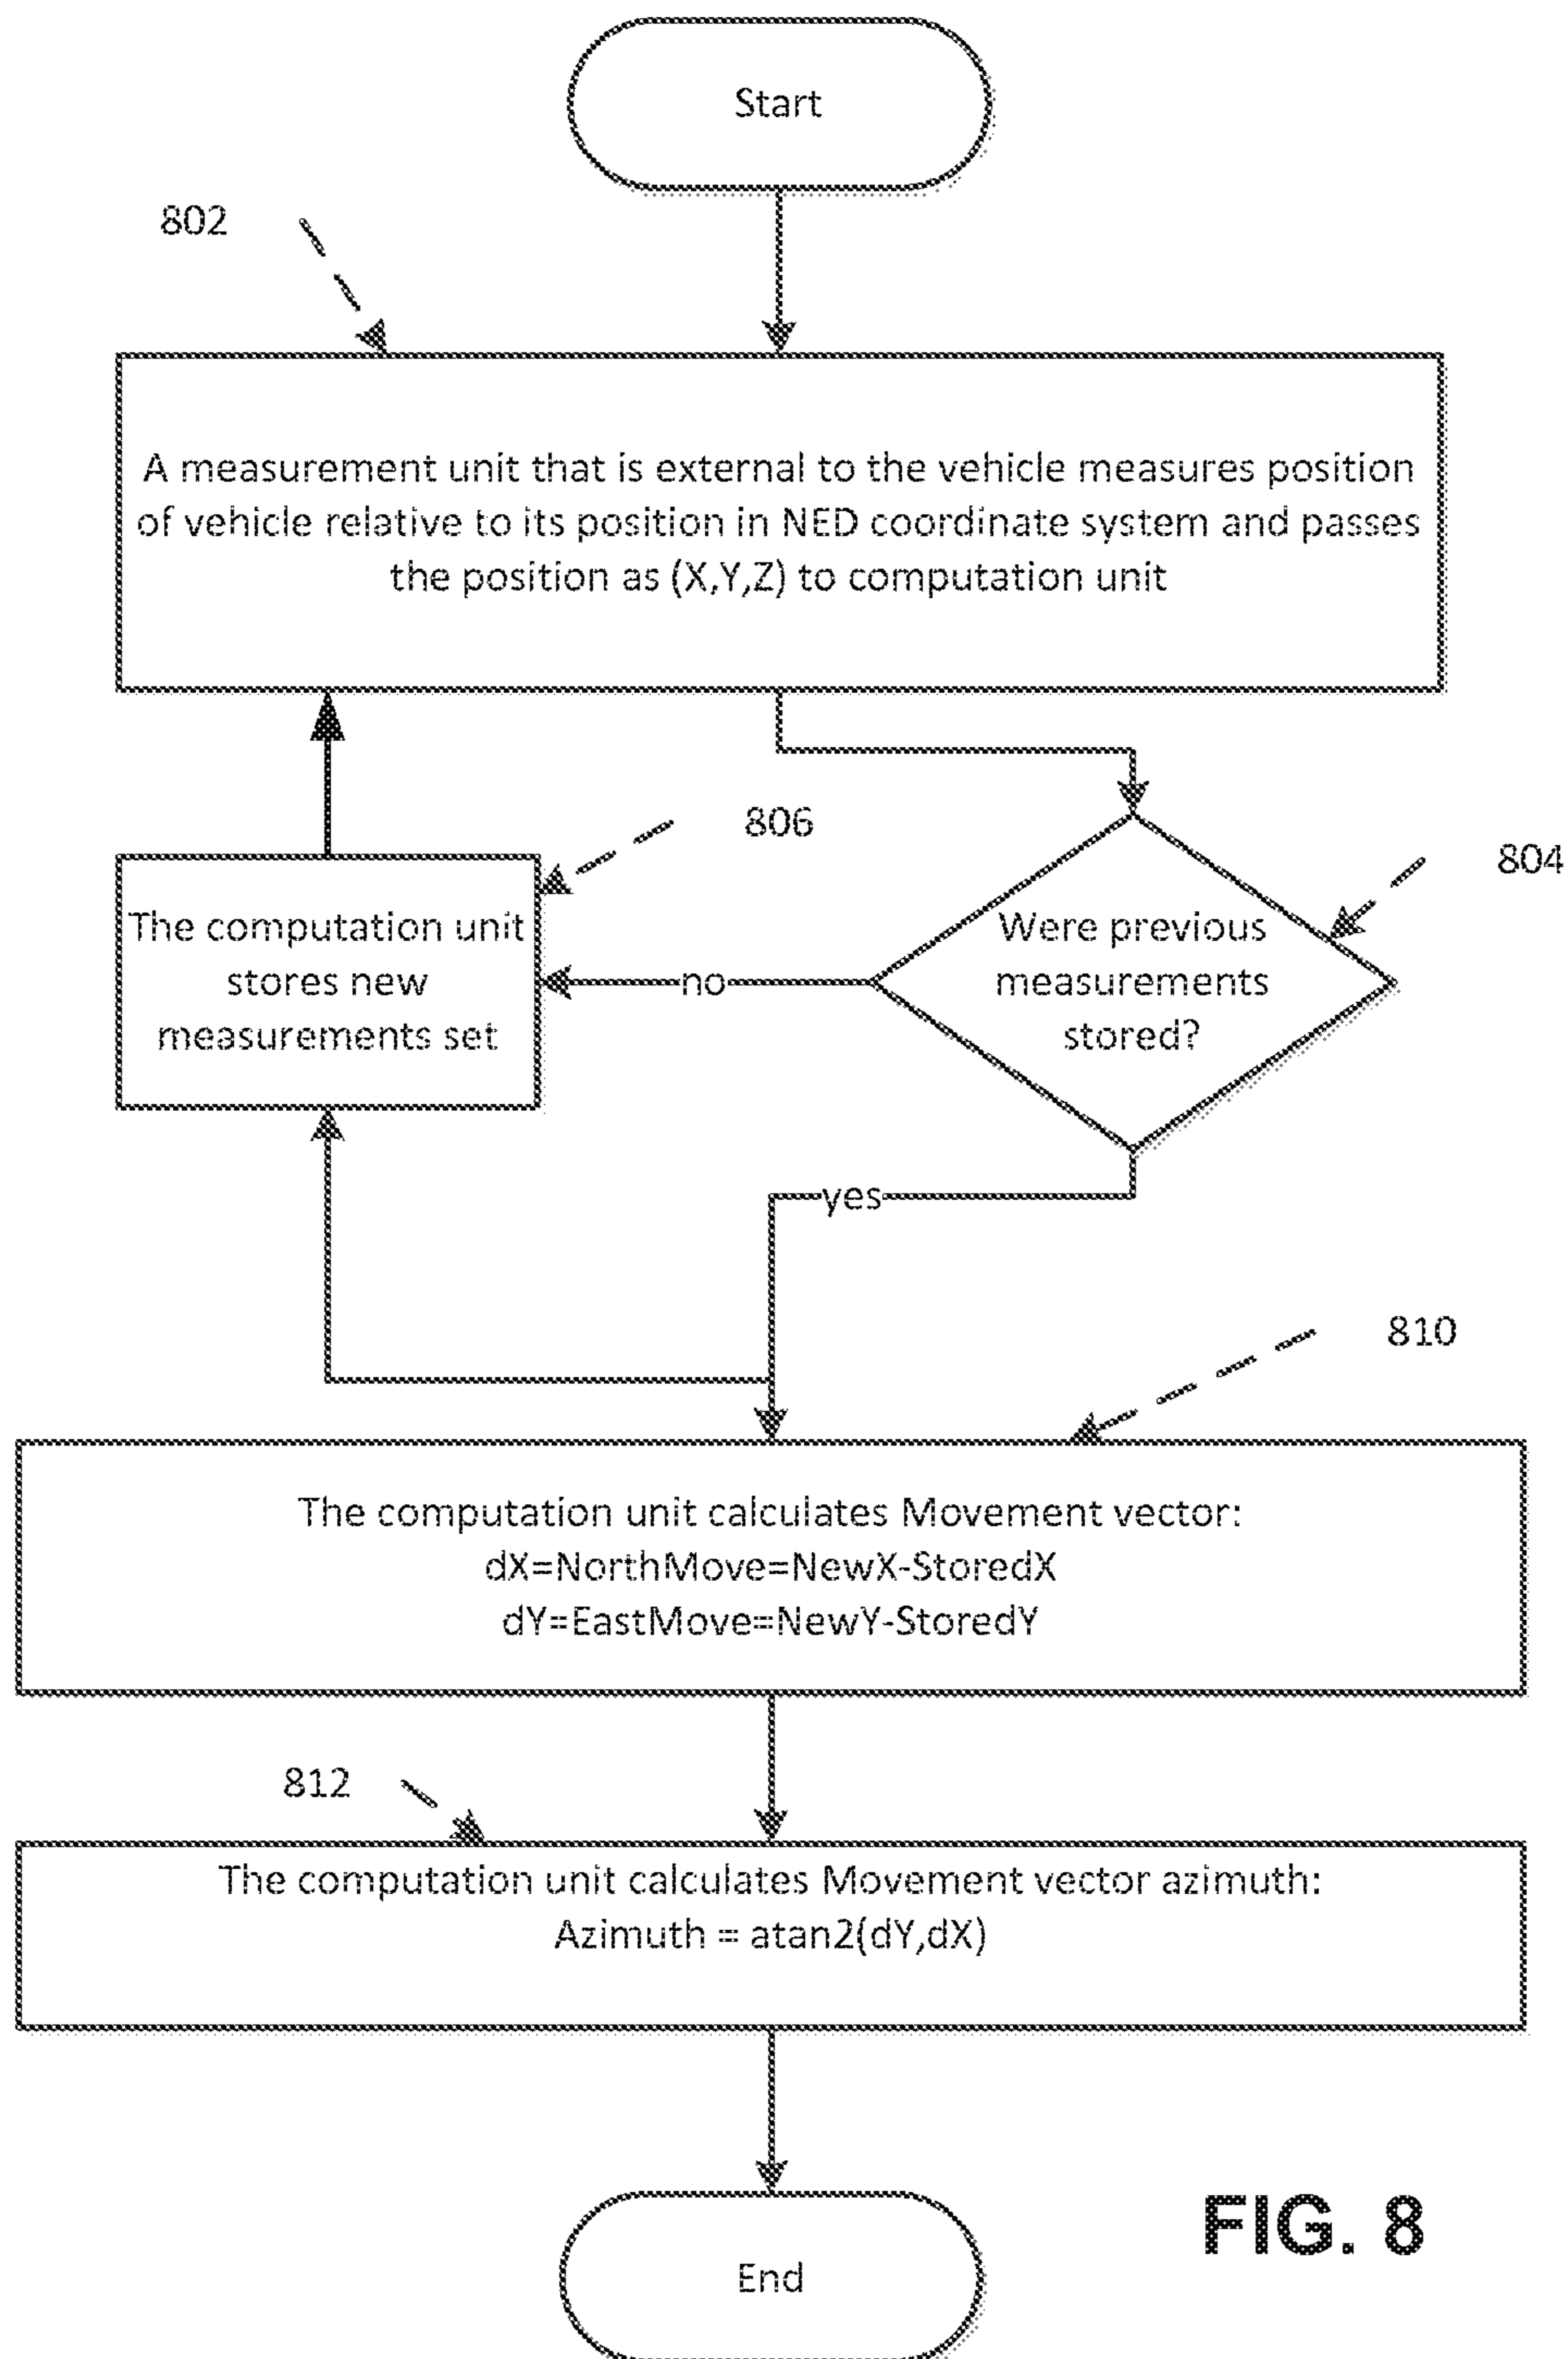 Start
802
A measurement unit that is external to the vehicle measures position
of vehicle relative to its position in NED coordinate system and passes
the position as (X,Y,Z) to computation unit
806
804
The computation unit
stores new
measurements set
no
Were previous
measurements
stored?
yes
810
The computation unit calculates Movement vector:
dX=NorthMove=NewX-StoredX
dY=EastMove=NewY-StoredY
812
The computation unit calculates Movement vector azimuth:
Azimuth = atan2(dY,dX)
FIG. 8
End